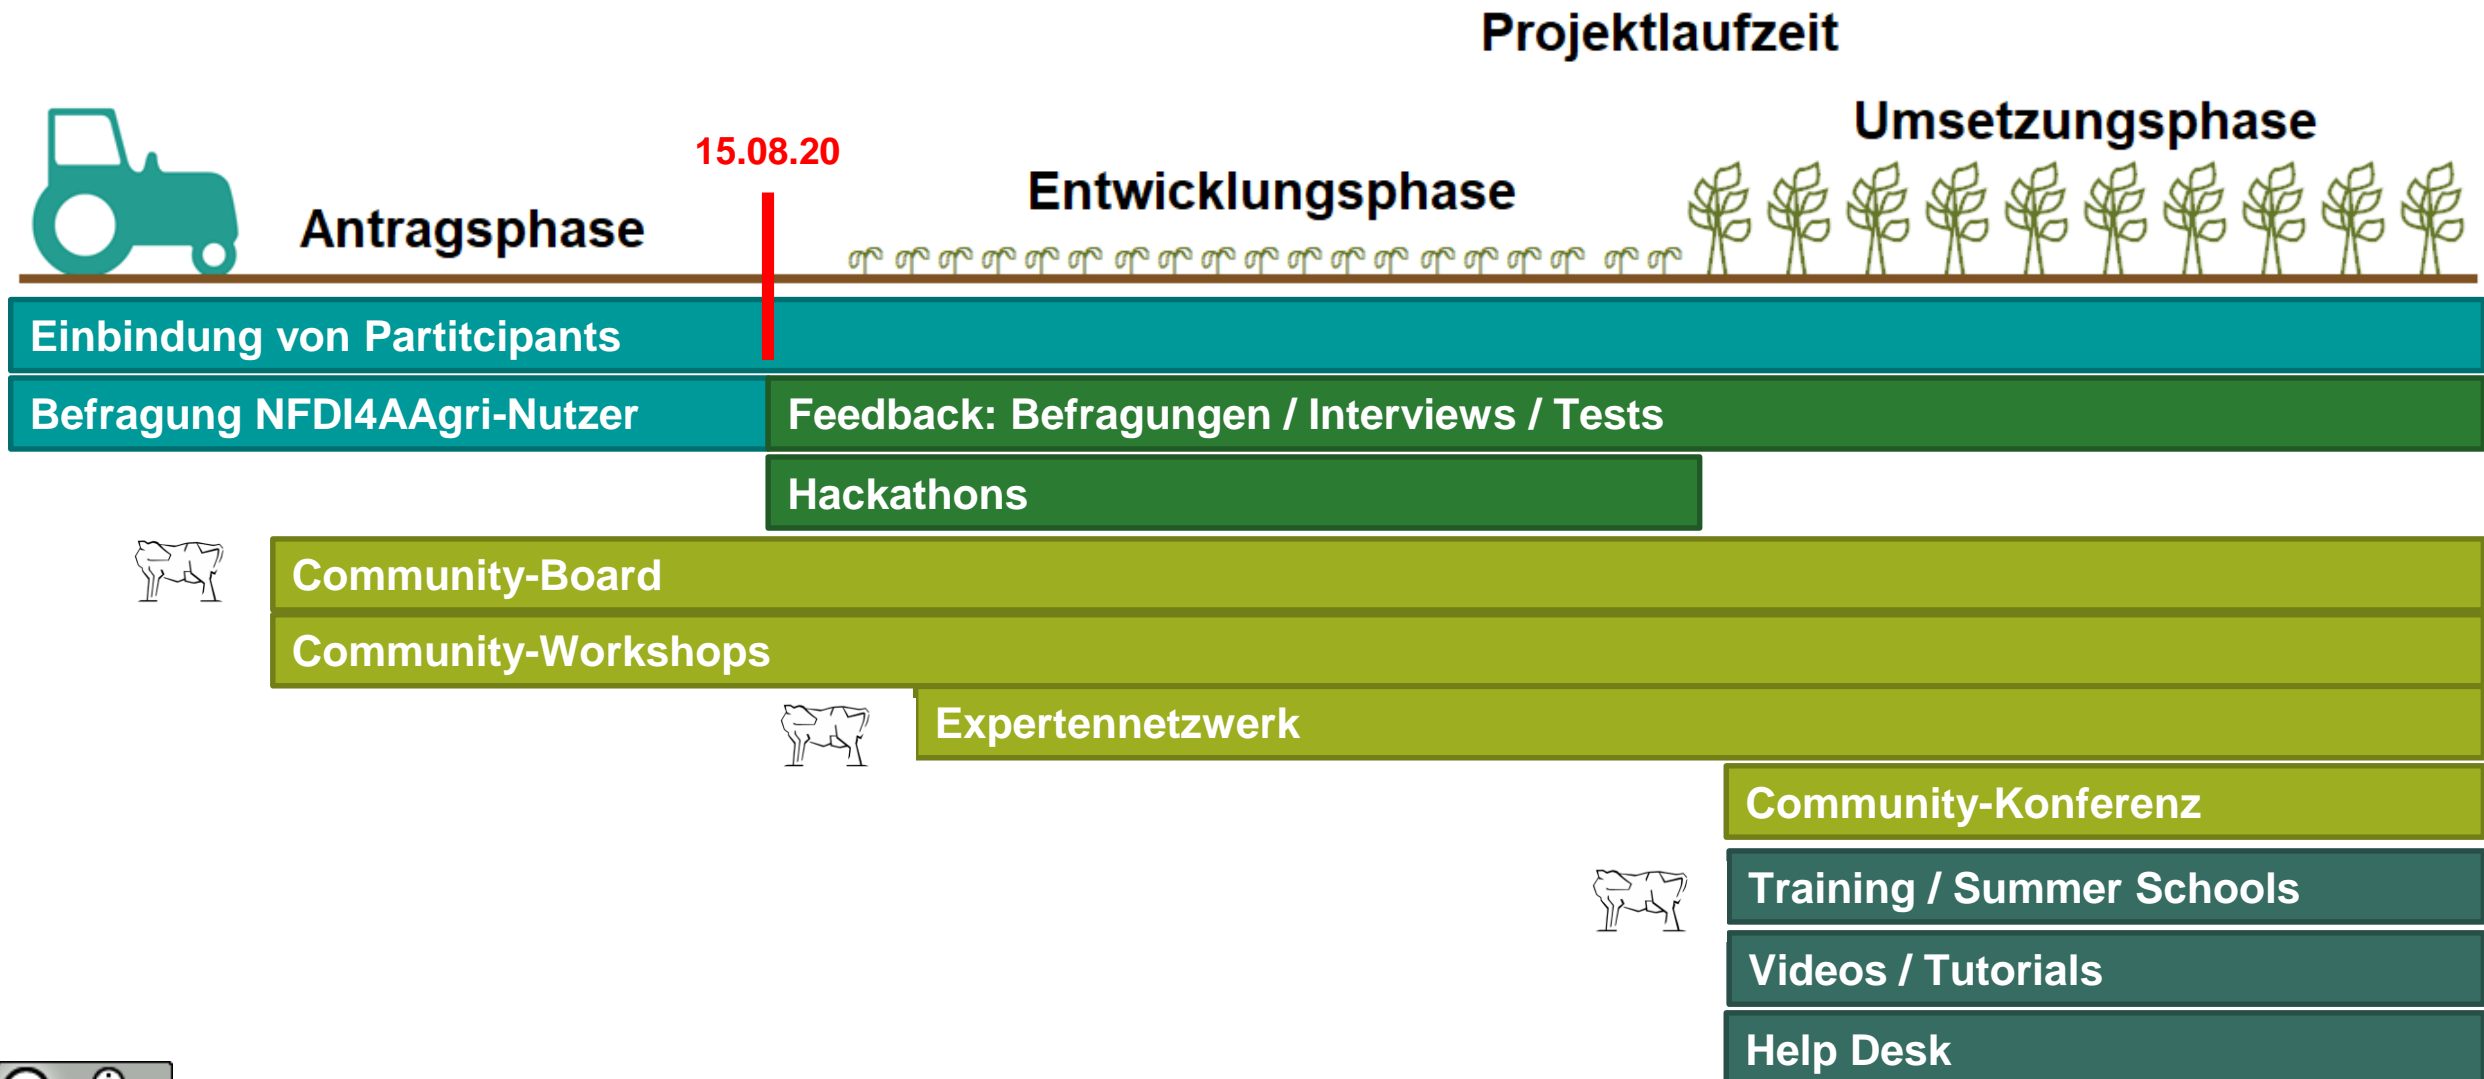 Projektlaufzeit
Umsetzungsphase
15.08.20
Entwicklungsphase
Antragsphase
Einbindung von Partitcipants
Befragung NFDI4AAgri-Nutzer
Feedback: Befragungen / Interviews / Tests
Hackathons
Community-Board
Community-Workshops
Expertennetzwerk
Community-Konferenz
Training / Summer Schools
Videos / Tutorials
Help Desk